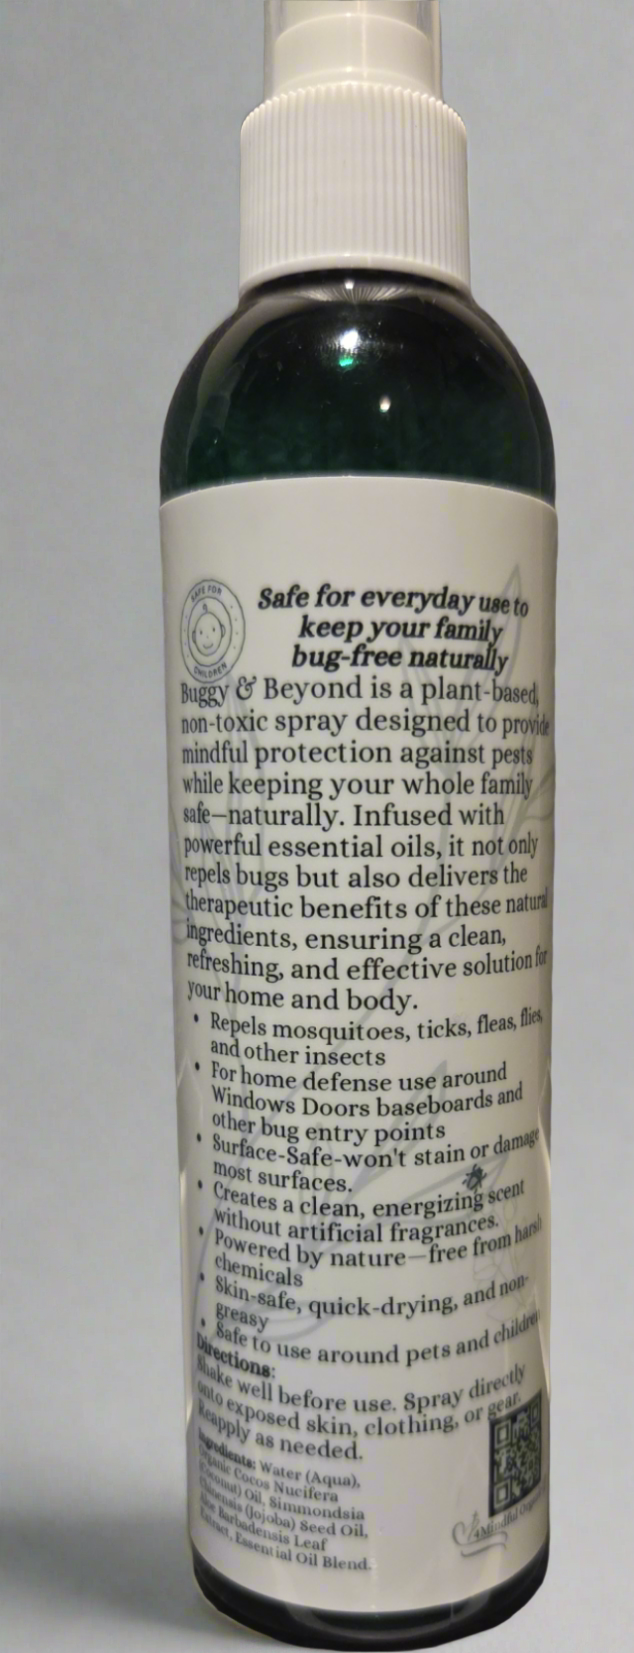 SAFE FOR
CHILDREN
Safe for everyday use to
keep your family
bug-free naturally
Buggy & Beyond is a plant-based,
non-toxic spray designed to provide
mindful protection against pests
while keeping your whole family
safe—naturally. Infused with
powerful essential oils, it not only
repels bugs but also delivers the
therapeutic benefits of these natural
ingredients, ensuring a clean,
refreshing, and effective solution for
your home and body.
• Repels mosquitoes, ticks, fleas, flies,
and other insects
• For home defense use around
Windows Doors baseboards and
other bug entry points
• Surface-Safe-won't stain or damage
most surfaces.
• Creates a clean, energizing scent
without artificial fragrances.
• Powered by nature—free from harsh
chemicals
• Skin-safe, quick-drying, and non-
greasy
• Safe to use around pets and children
Directions:
Shake well before use. Spray directly
onto exposed skin, clothing, or gear.
Reapply as needed.
Ingredients: Water (Aqua),
Organic Cocos Nucifera
(Coconut) Oil, Simmondsia
Chinensis (Jojoba) Seed Oil,
Aloe Barbadensis Leaf
Extract, Essential Oil Blend.
4Mindful